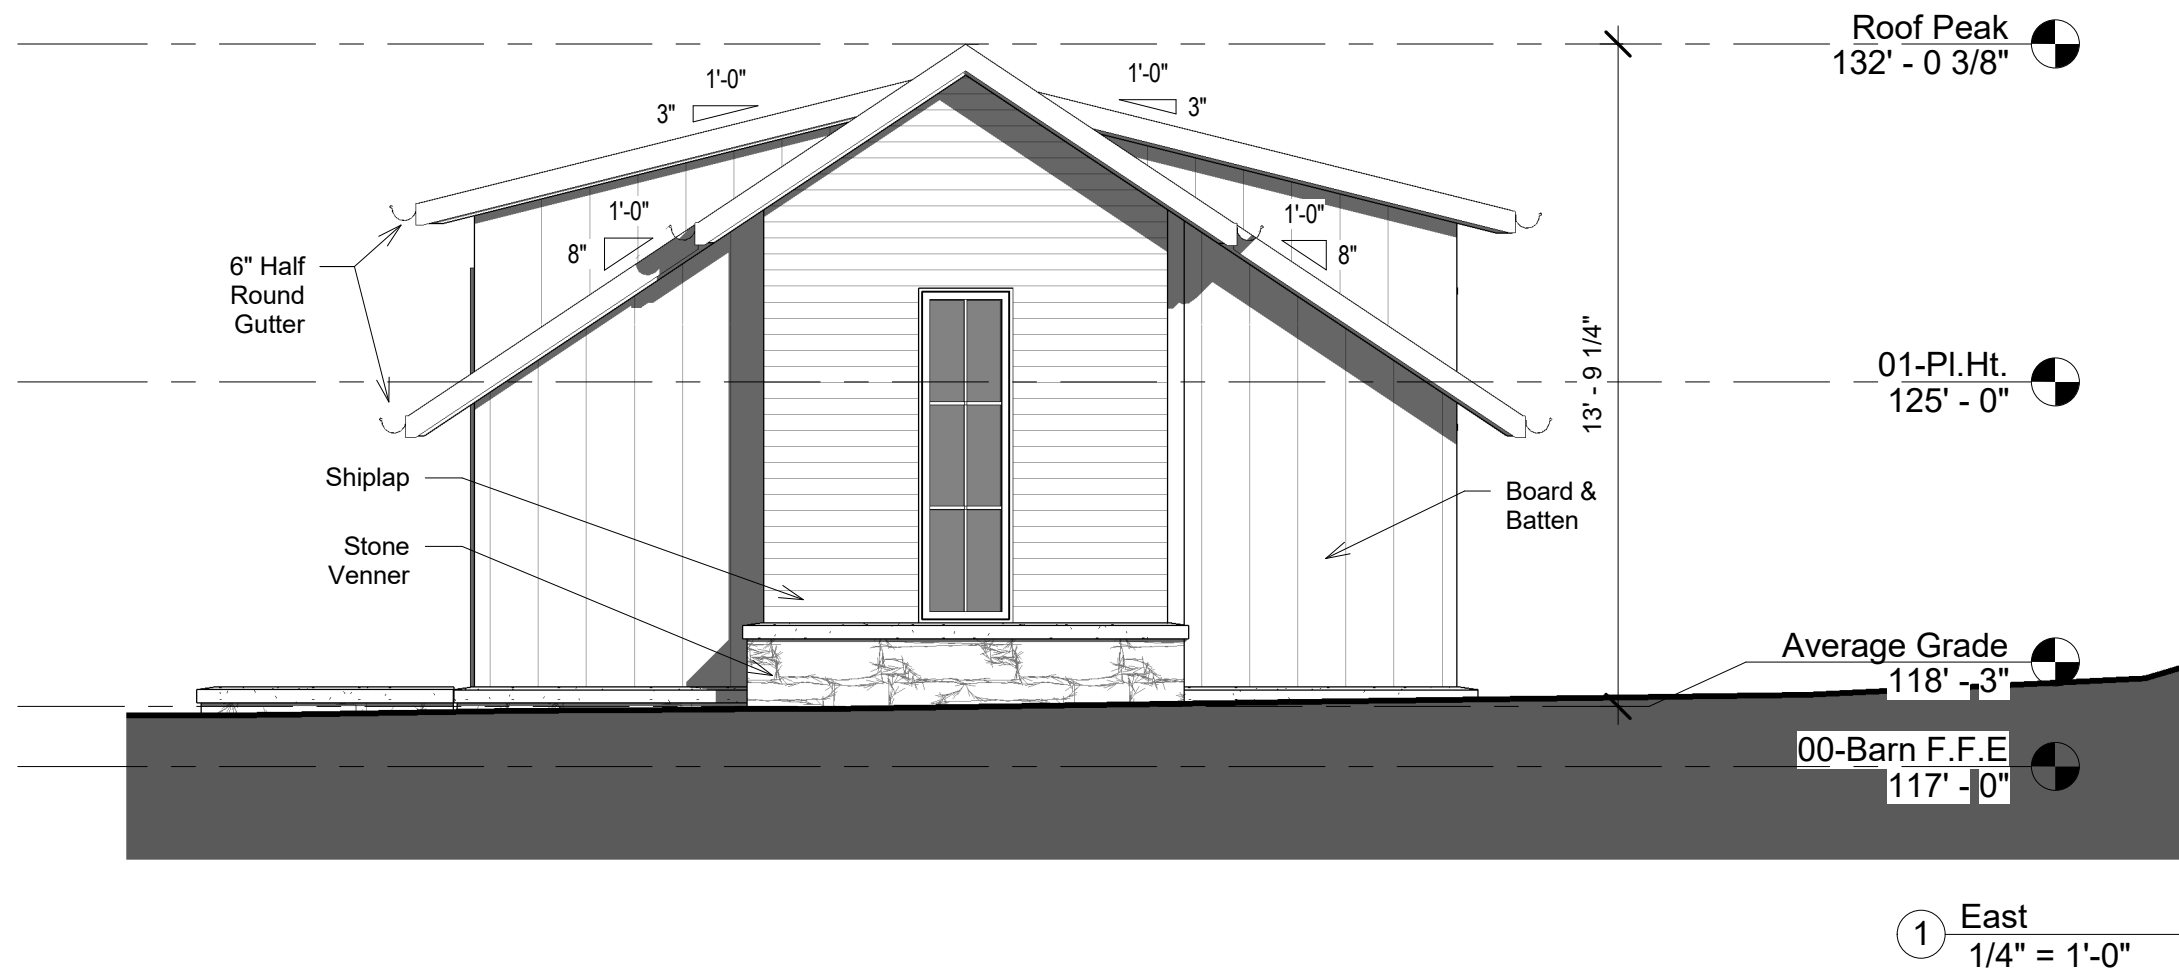 Roof Peak
132' - 0 3/8"
1'-0"
3"
1'-0"
3"
1'-0"
8"
1'-0"
8"
6" Half
Round
Gutter
13' - 9 1/4"
01-Pl.Ht.
125' - 0"
Shiplap
Board &
Batten
Stone
Venner
Average Grade
118' - 3"
00-Barn F.F.E
117' - 0"
1
East
1/4" = 1'-0"